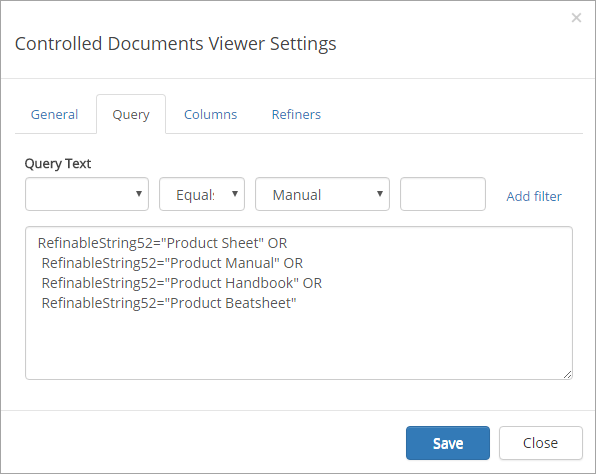 ×
Controlled Documents Viewer Settings
General Query Columns Refiners
Query Text
Equals Manual Add filter
RefinableString52="Product Sheet" OR
RefinableString52="Product Manual" OR
RefinableString52="Product Handbook" OR
RefinableString52="Product Beatsheet"
Save Close